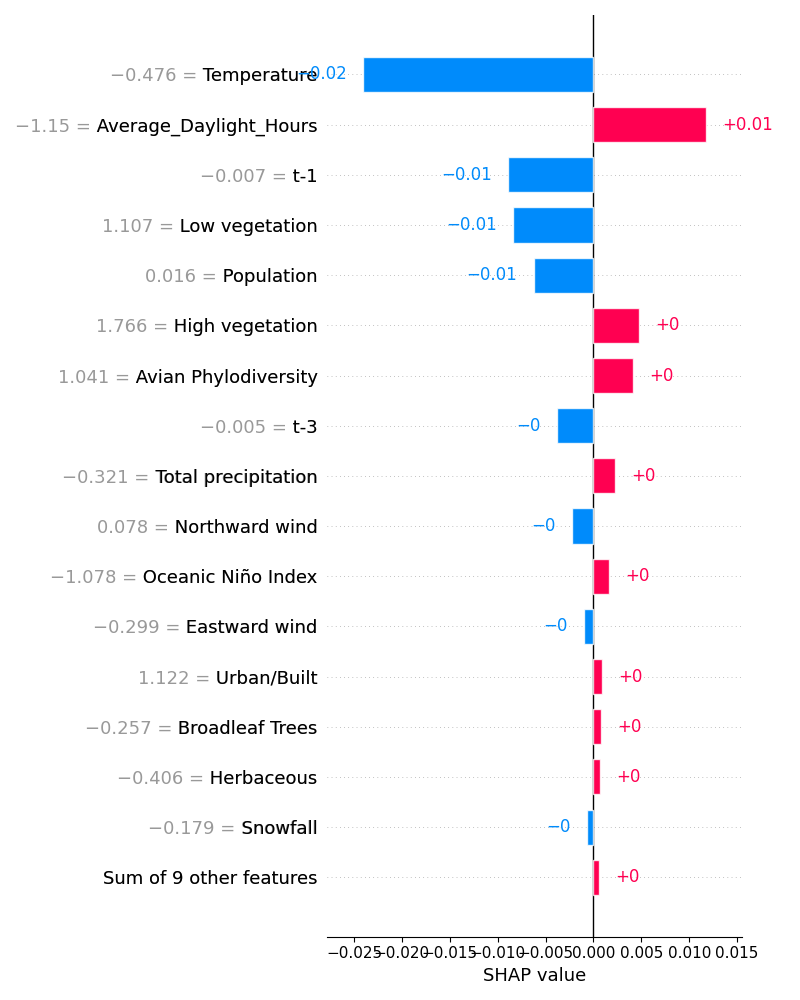 −0.476 = Temperature −0.02
−1.15 = Average_Daylight_Hours +0.01
−0.007 = t-1 −0.01
1.107 = Low vegetation −0.01
0.016 = Population −0.01
1.766 = High vegetation +0
1.041 = Avian Phylodiversity +0
−0.005 = t-3 −0
−0.321 = Total precipitation +0
0.078 = Northward wind −0
−1.078 = Oceanic Niño Index +0
−0.299 = Eastward wind −0
1.122 = Urban/Built +0
−0.257 = Broadleaf Trees +0
−0.406 = Herbaceous +0
−0.179 = Snowfall −0
Sum of 9 other features +0
−0.025 −0.020 −0.015 −0.010 −0.005 0.000 0.005 0.010 0.015
SHAP value